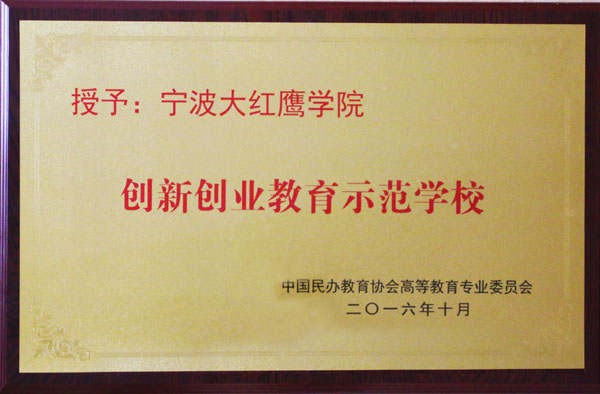 授予：宁波大红鹰学院
创新创业教育示范学校
中国民办教育协会高等教育专业委员会
二〇一六年十月